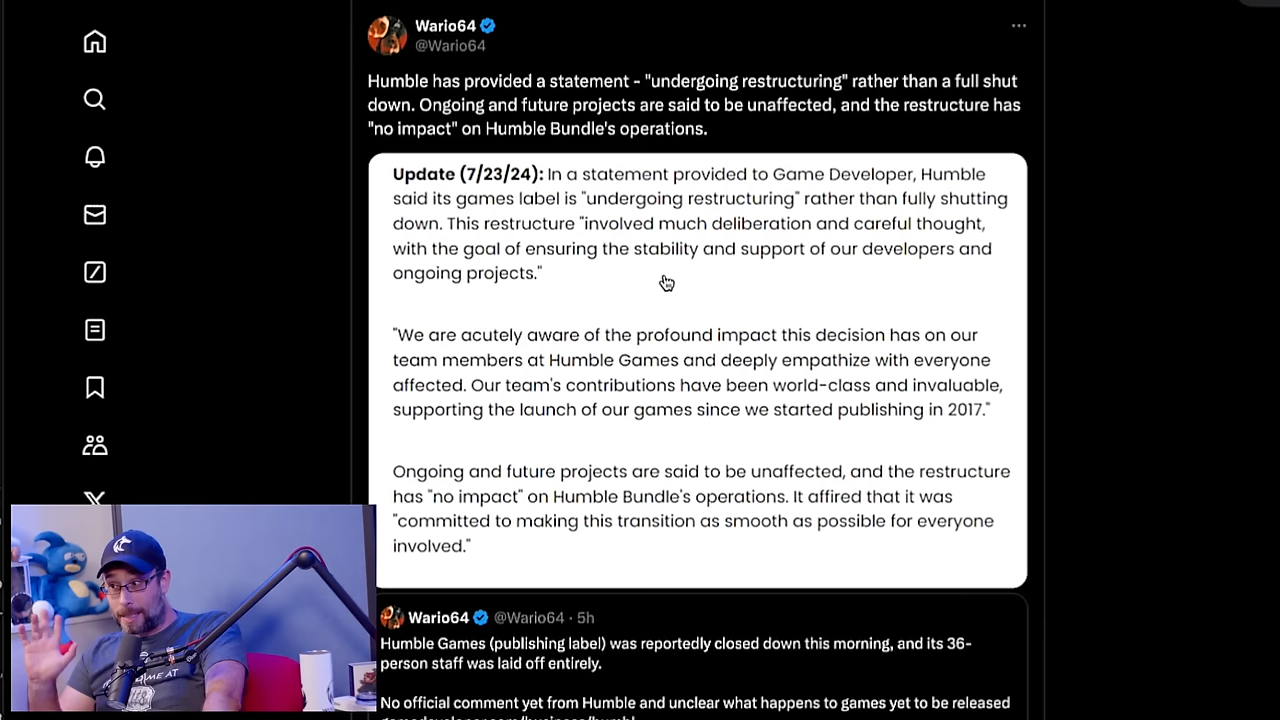 Wario64
@Wario64
Humble has provided a statement - "undergoing restructuring" rather than a full shut
down. Ongoing and future projects are said to be unaffected, and the restructure has
"no impact" on Humble Bundle's operations.
Update (7/23/24): In a statement provided to Game Developer, Humble
said its games label is "undergoing restructuring" rather than fully shutting
down. This restructure "involved much deliberation and careful thought,
with the goal of ensuring the stability and support of our developers and
ongoing projects."
"We are acutely aware of the profound impact this decision has on our
team members at Humble Games and deeply empathize with everyone
affected. Our team's contributions have been world-class and invaluable,
supporting the launch of our games since we started publishing in 2017."
Ongoing and future projects are said to be unaffected, and the restructure
has "no impact" on Humble Bundle's operations. It affired that it was
"committed to making this transition as smooth as possible for everyone
involved."
Wario64 @Wario64 · 5h
Humble Games (publishing label) was reportedly closed down this morning, and its 36-
person staff was laid off entirely.
No official comment yet from Humble and unclear what happens to games yet to be released